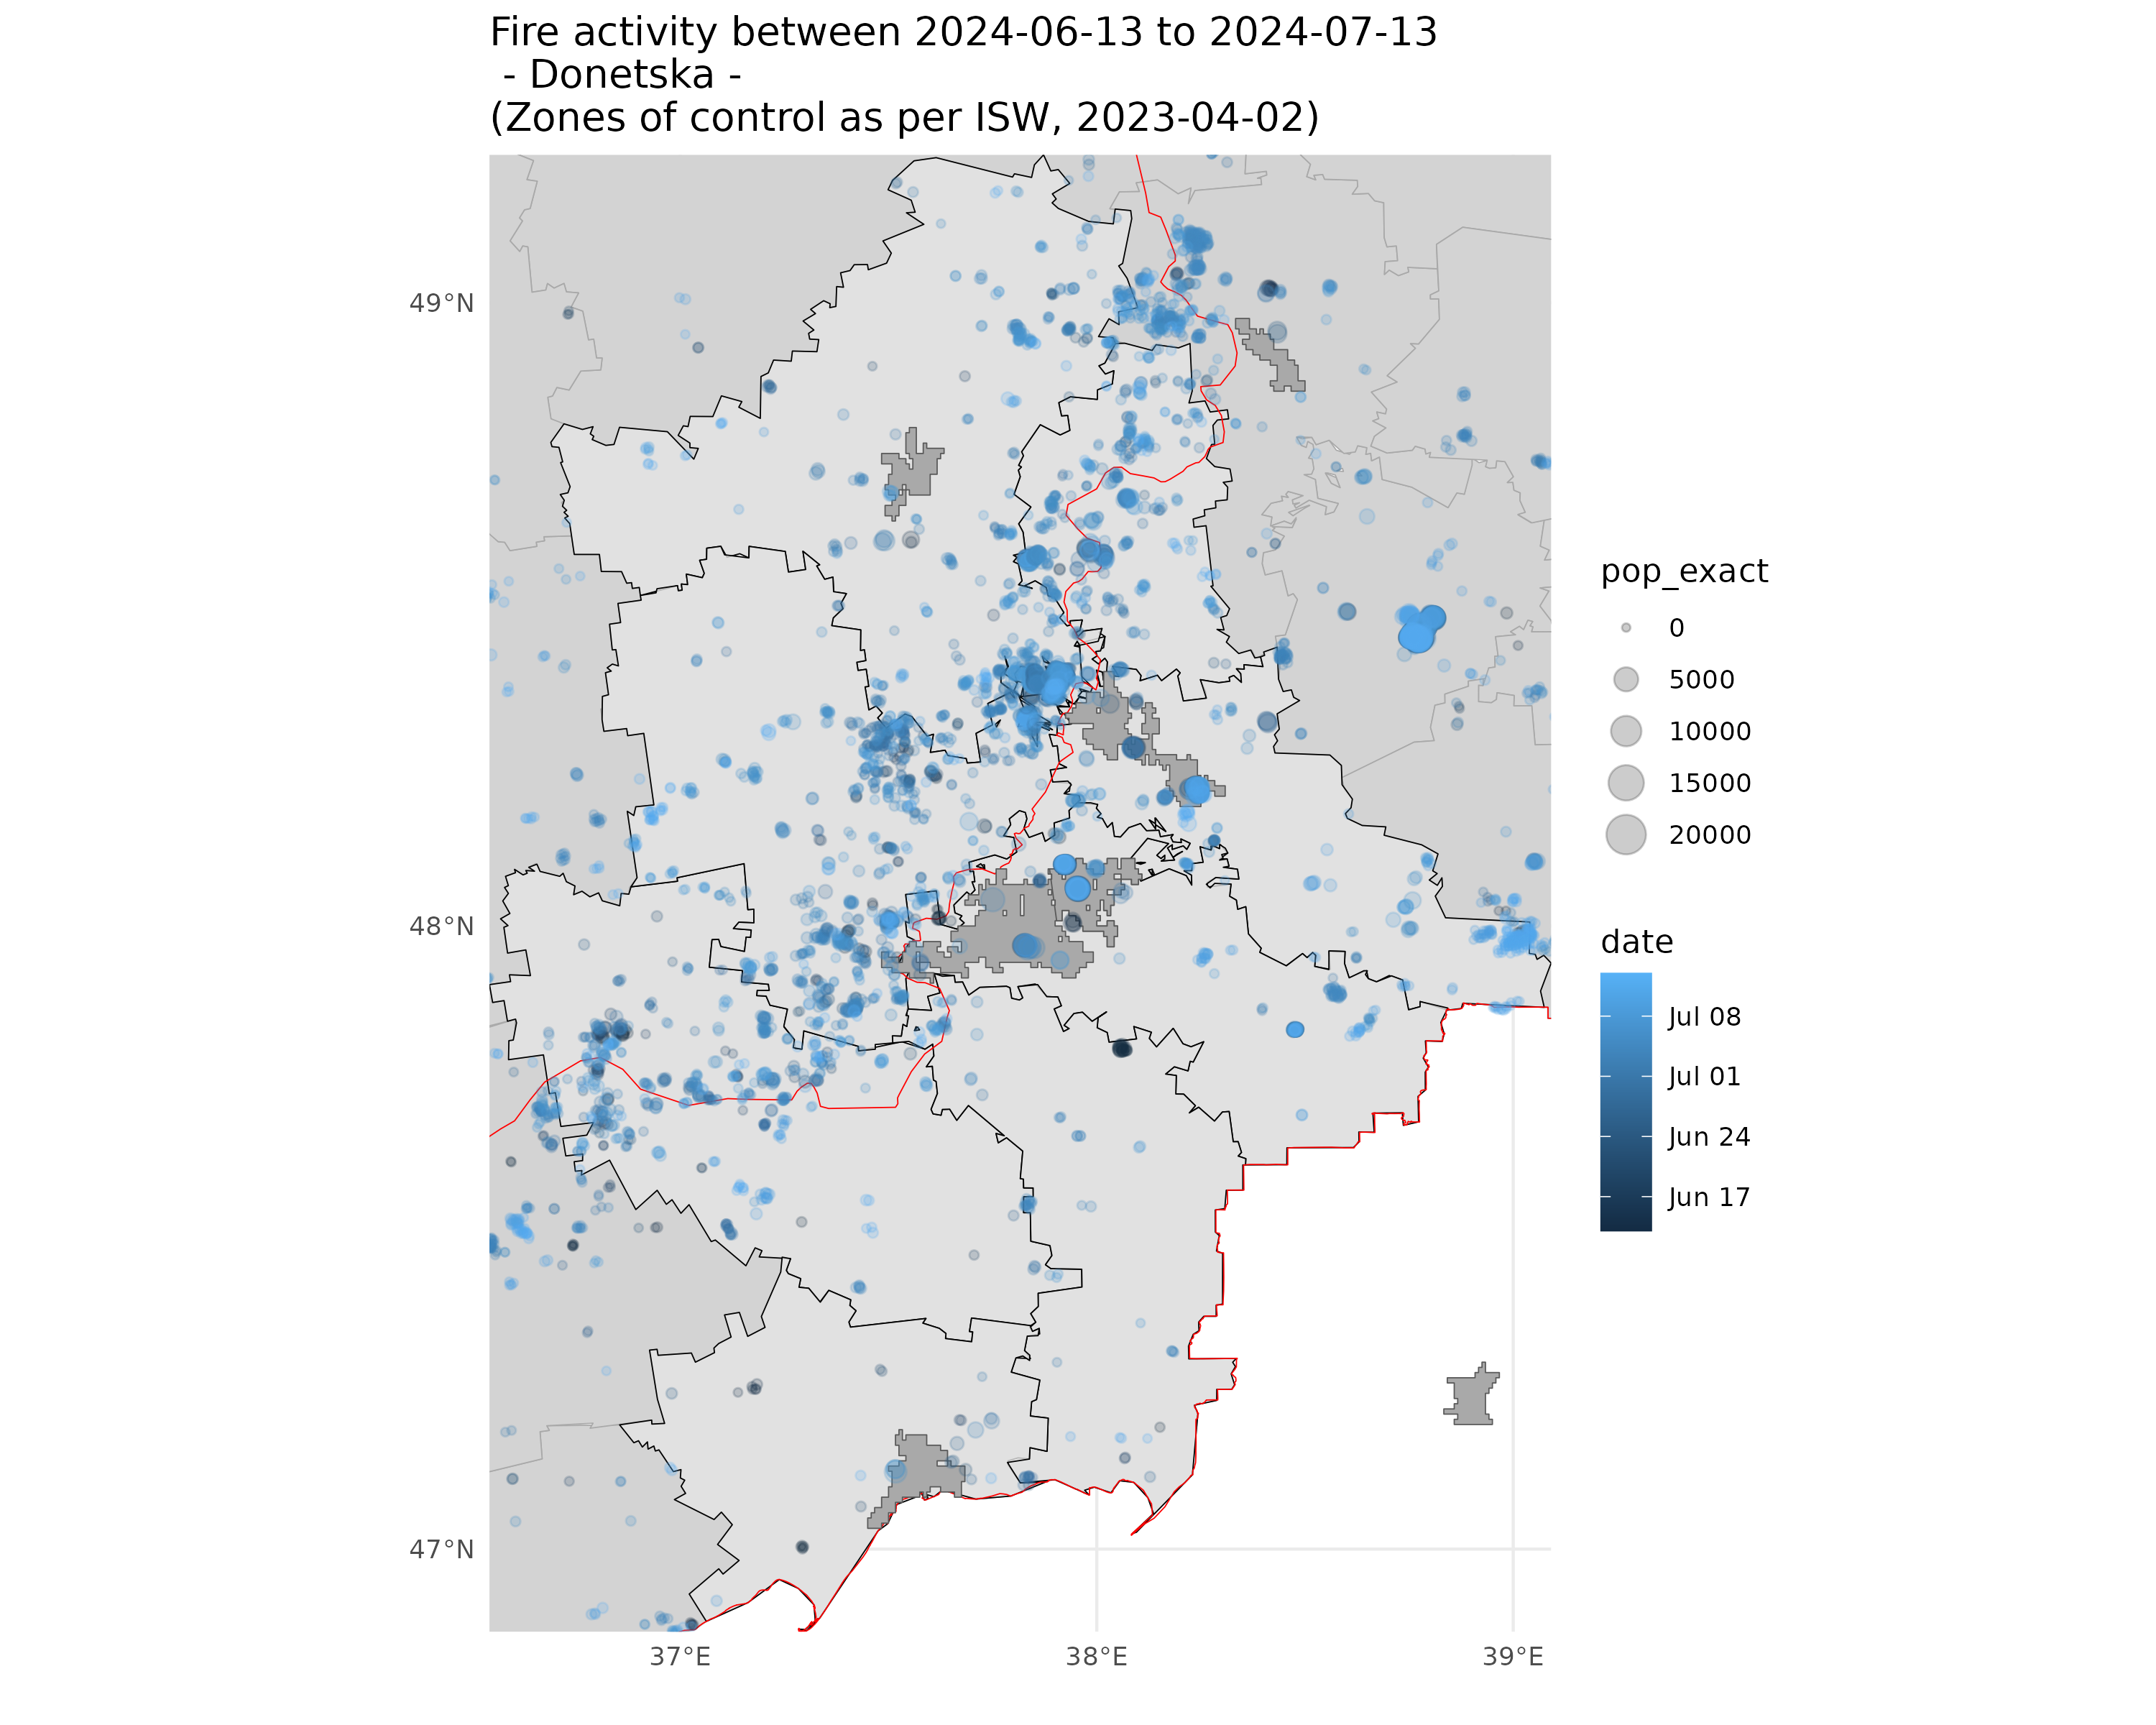 Fire activity between 2024-06-13 to 2024-07-13
- Donetska -
(Zones of control as per ISW, 2023-04-02)
49°N
48°N
47°N
37°E
38°E
39°E
pop_exact
0
5000
10000
15000
20000
date
Jul 08
Jul 01
Jun 24
Jun 17